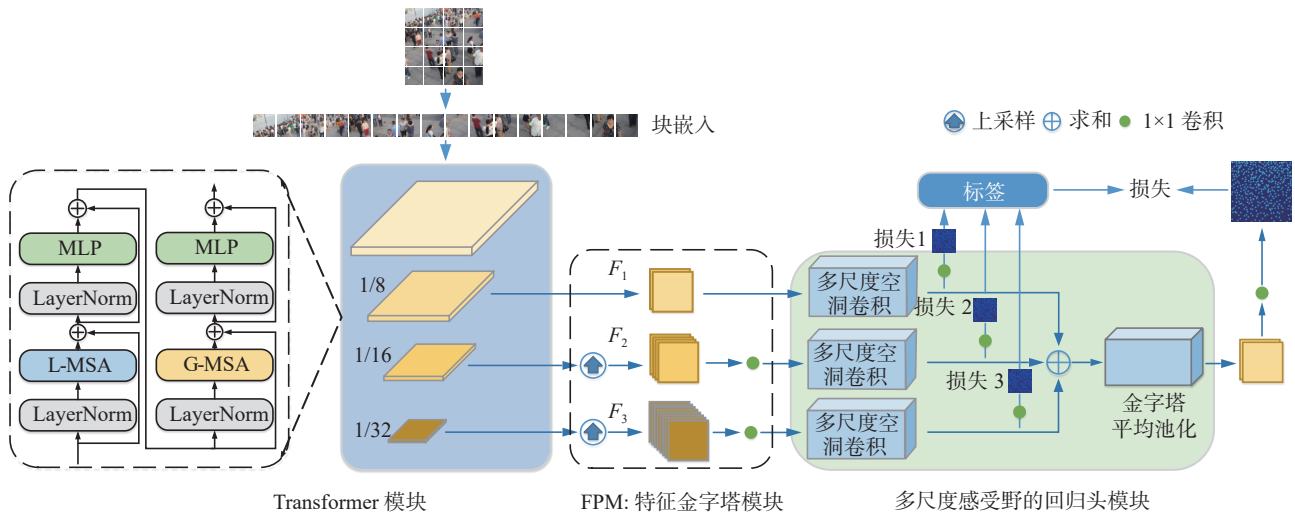 块嵌入
上采样 求和 1×1 卷积
标签
损失
MLP
MLP
LayerNorm
LayerNorm
L-MSA
G-MSA
LayerNorm
LayerNorm
1/8
1/16
1/32
F₁
F₂
F₃
多尺度空
洞卷积
多尺度空
洞卷积
多尺度空
洞卷积
损失1
损失 2
损失 3
金字塔
平均池化
Transformer 模块
FPM: 特征金字塔模块
多尺度感受野的回归头模块